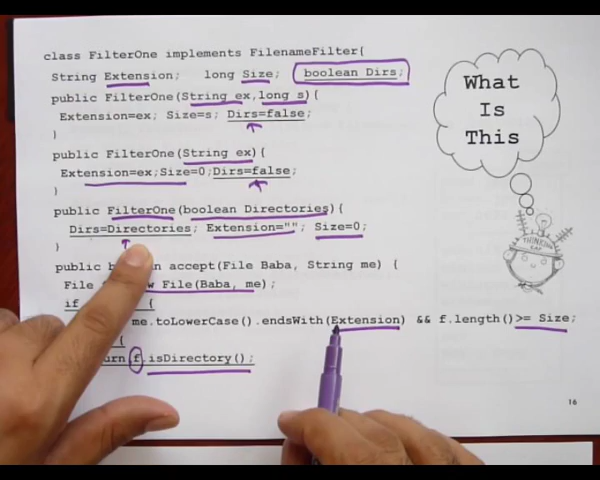 class FilterOne implements FilenameFilter{
String Extension; long Size; boolean Dirs;
public FilterOne(String ex,long s){
Extension=ex; Size=s; Dirs=false;
}
public FilterOne(String ex){
Extension=ex;Size=0;Dirs=false;
}
public FilterOne(boolean Directories){
Dirs=Directories; Extension=""; Size=0;
}
public accept(File Baba, String me) {
File File(Baba, me);
if {
me.toLowerCase().endsWith(Extension) && f.length()>= Size;
{
f.isDirectory();
What
Is
This
THINKING
CAP
16